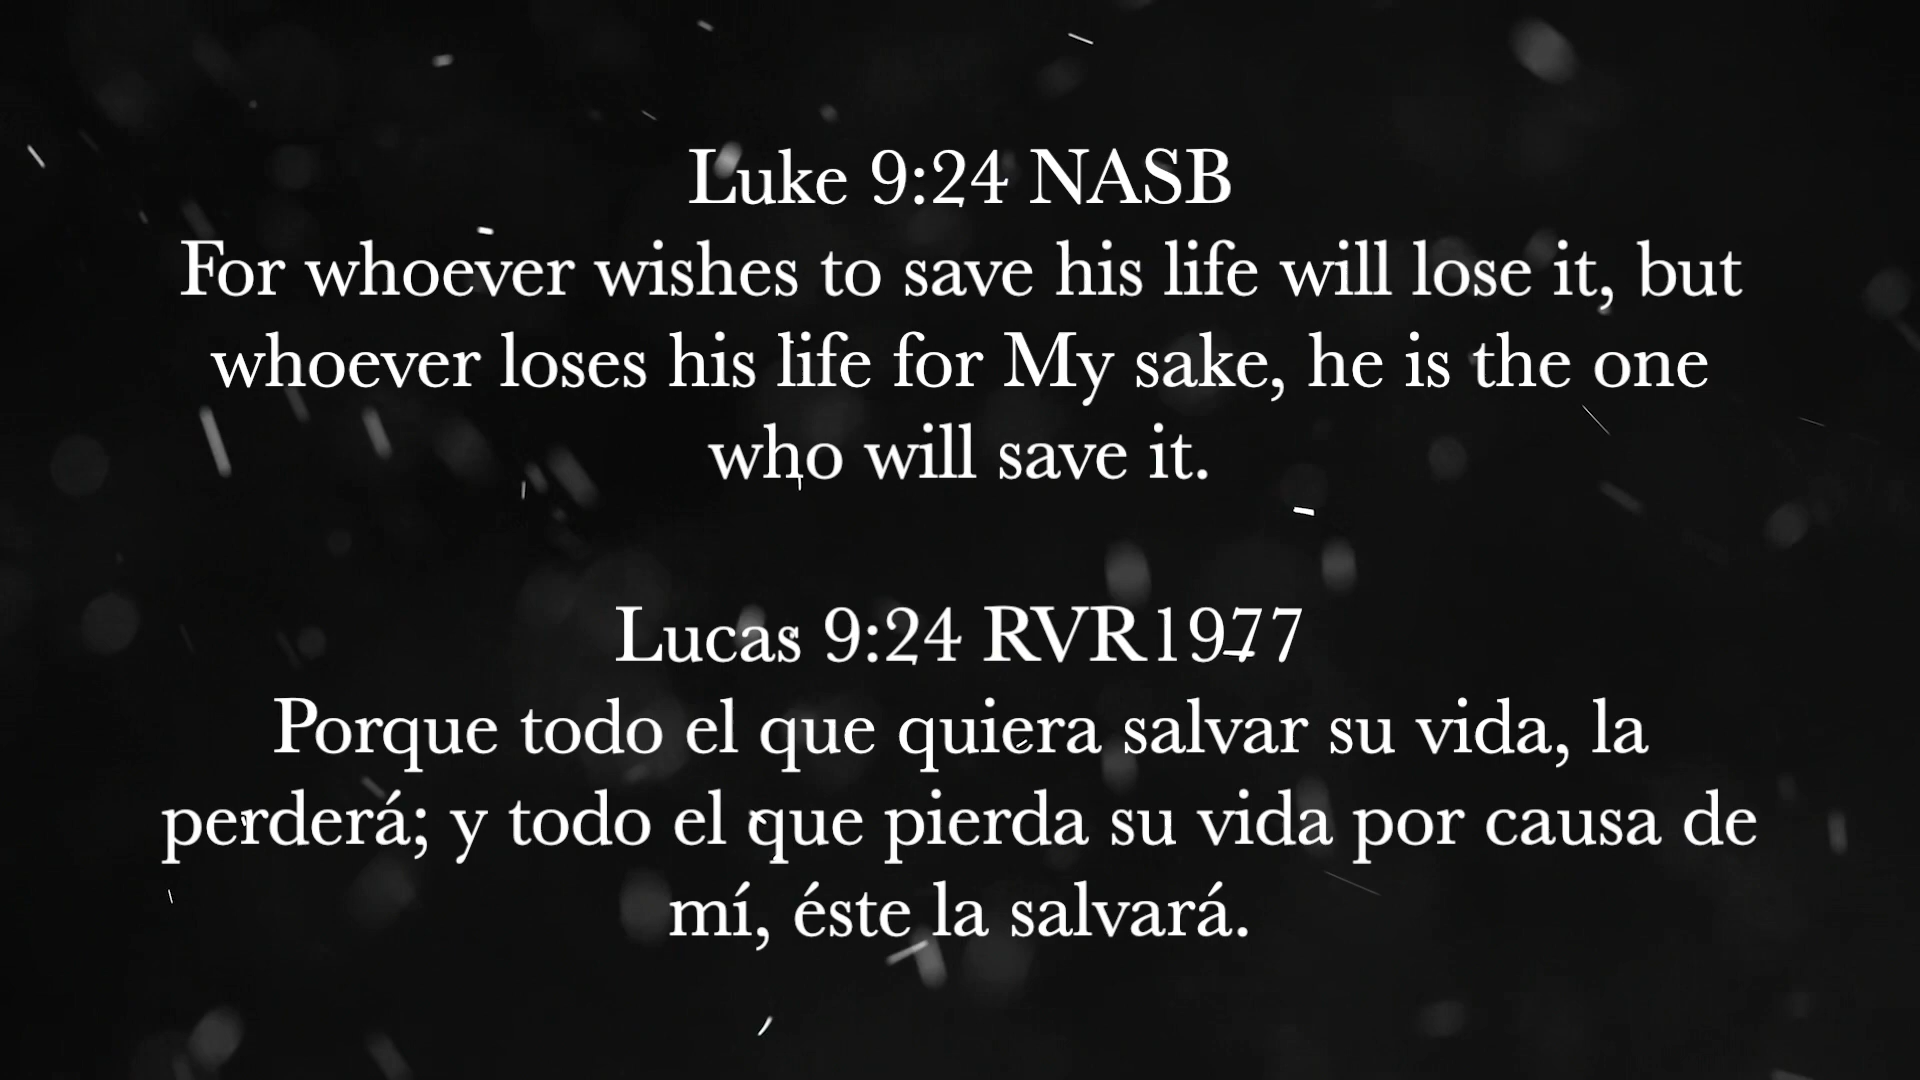 Luke 9:24 NASB
For whoever wishes to save his life will lose it, but
whoever loses his life for My sake, he is the one
who will save it.
Lucas 9:24 RVR1977
Porque todo el que quiera salvar su vida, la
perderá; y todo el que pierda su vida por causa de
mí, éste la salvará.